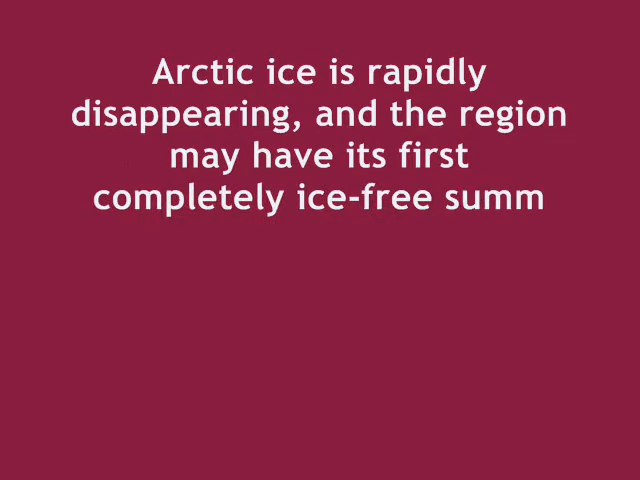 Arctic ice is rapidly
disappearing, and the region
may have its first
completely ice-free summ